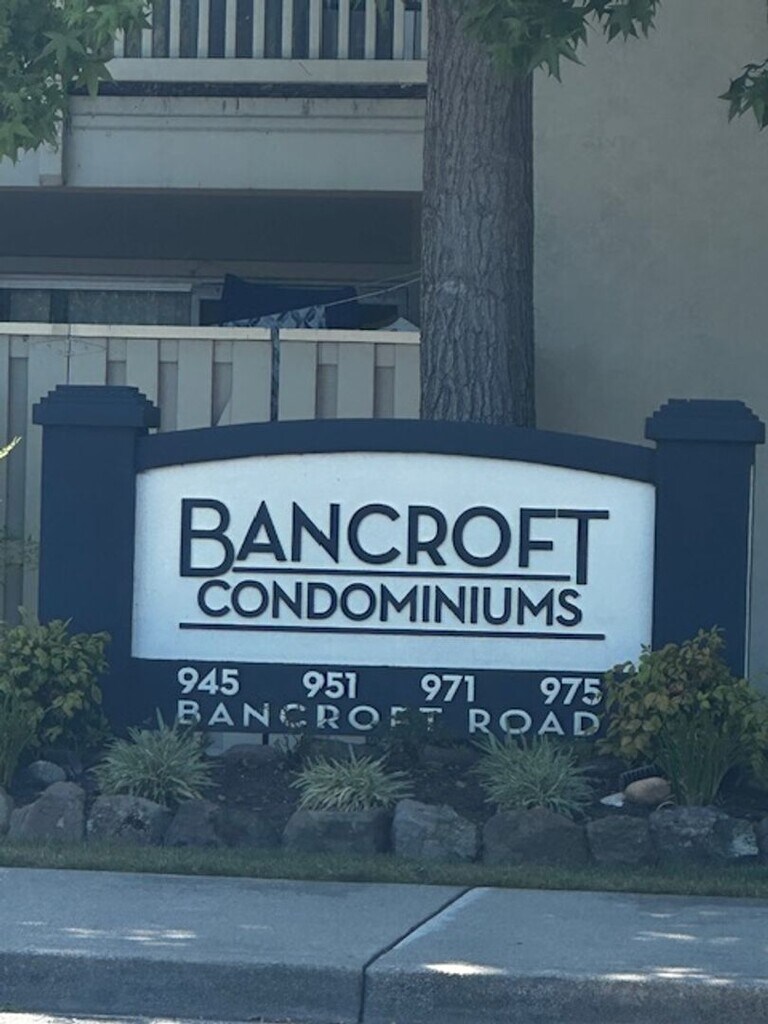 BANCROFT
CONDOMINIUMS
945 951 971 975
BANCROFT ROAD